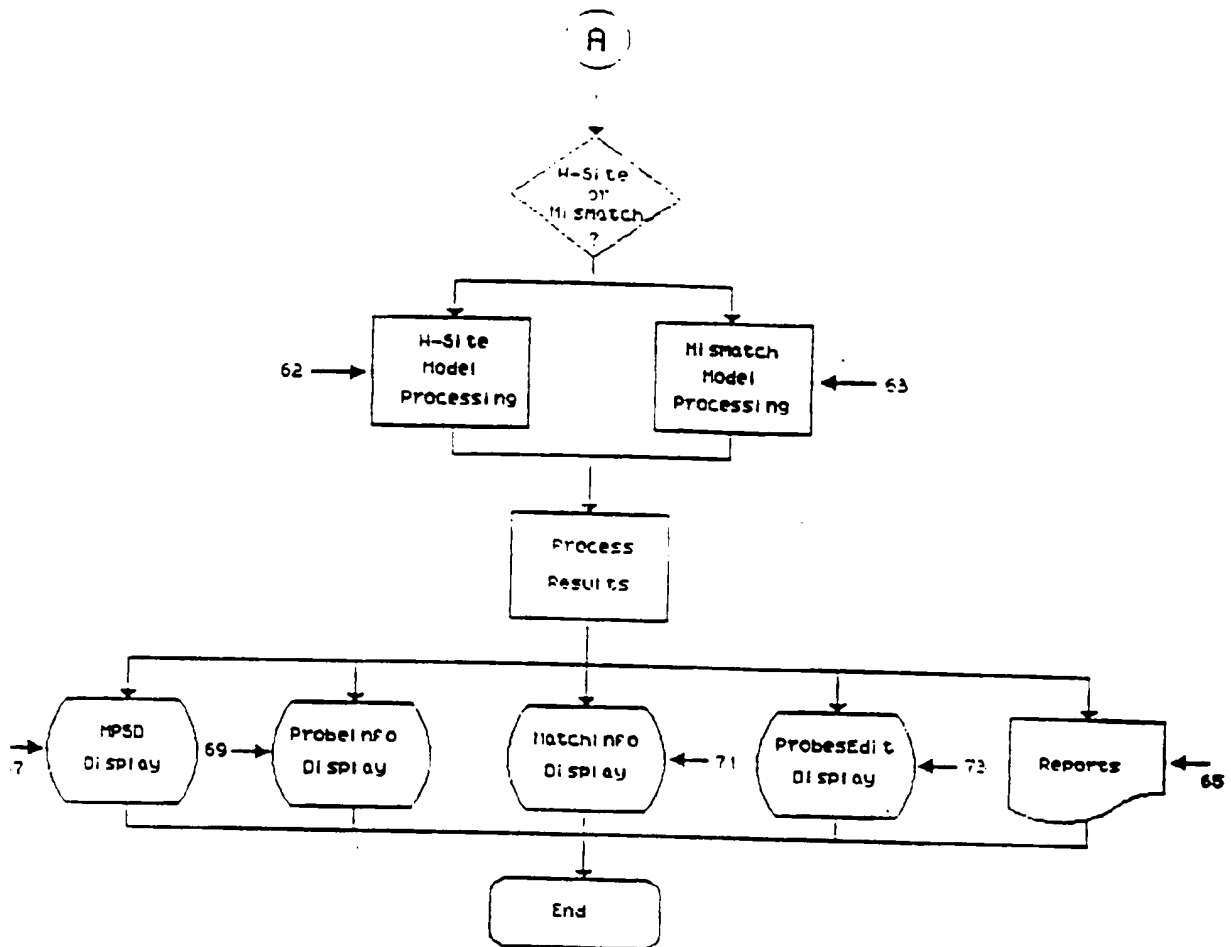 A
H-Site
or
Mismatch
?
H-Site
Model
Processing
62
Mismatch
Model
Processing
63
Process
Results
MPSD
Display
7
69
ProbeInfo
Display
MatchInfo
Display
71
ProbesEdit
Display
73
Reports
65
End